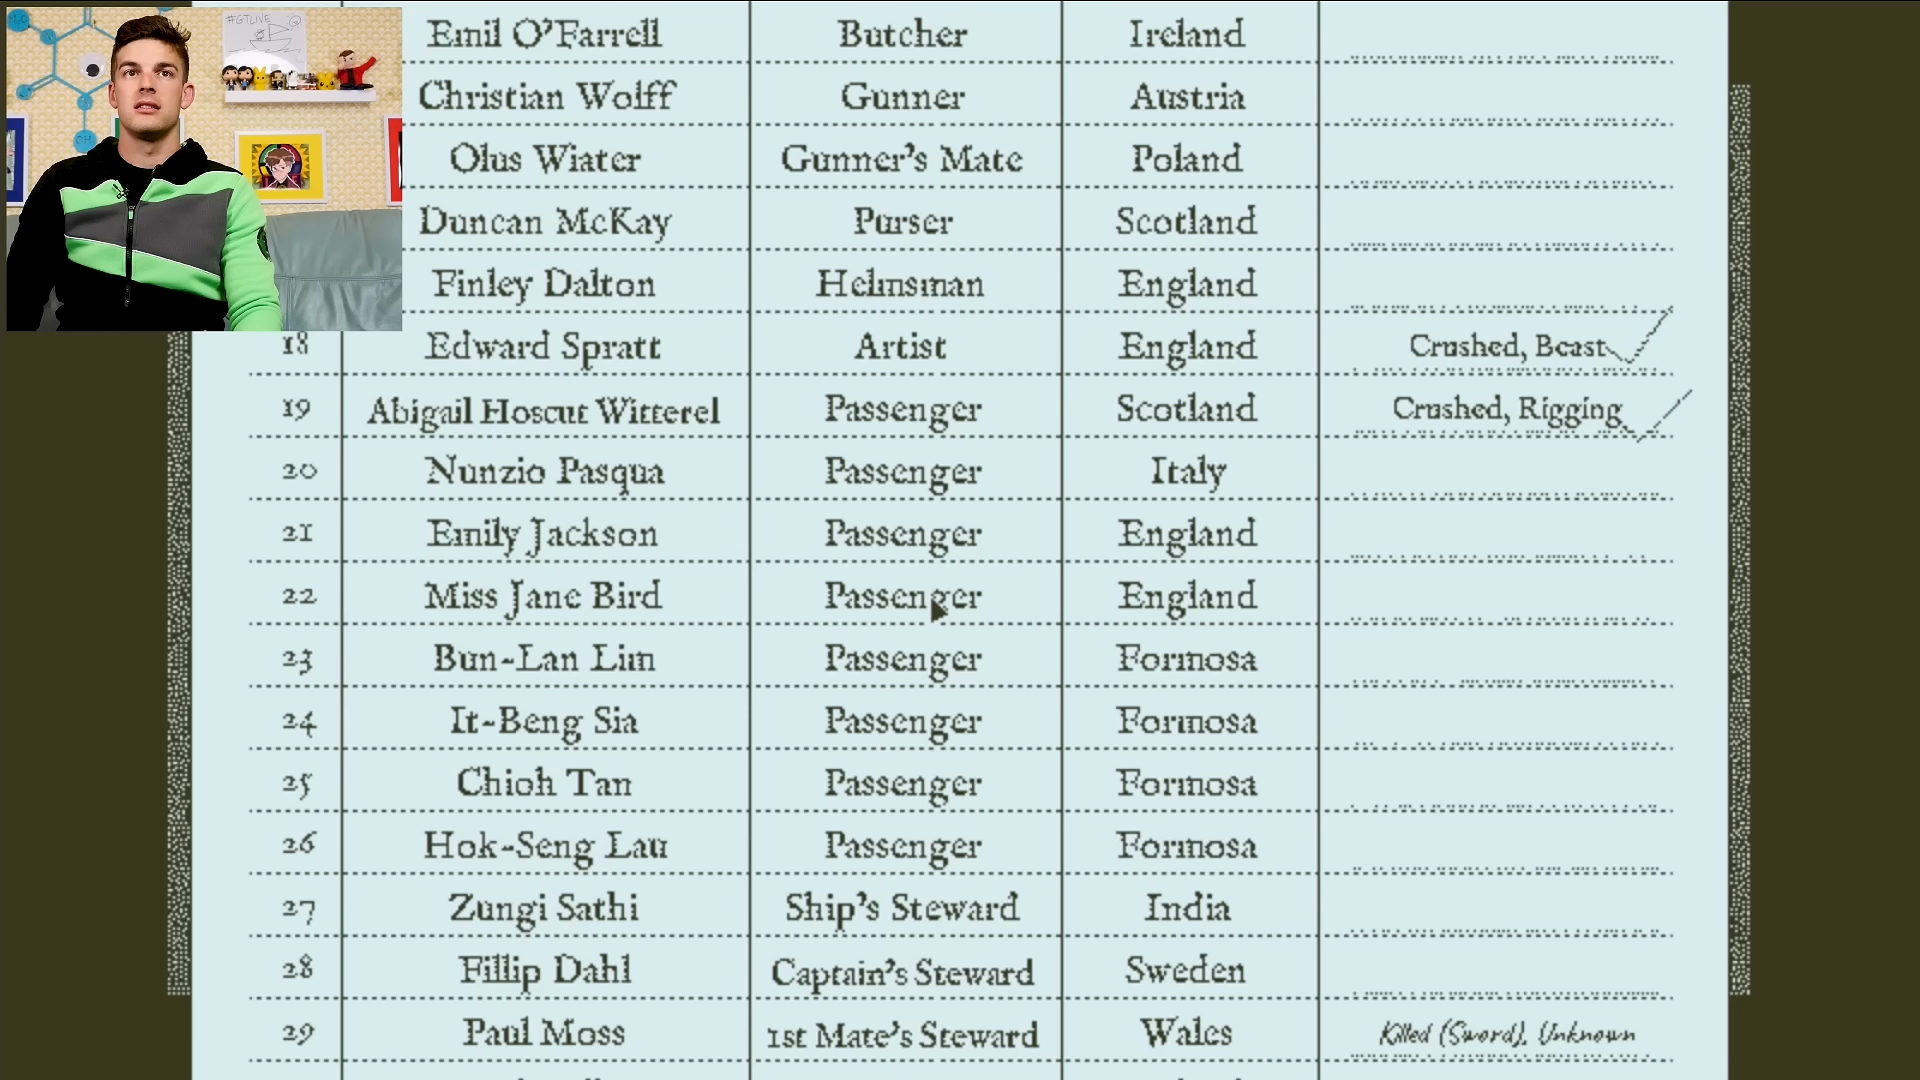 #GTLIVE
OH
Emil O'Farrell Butcher Ireland
Christian Wolff Gunner Austria
Olus Wiater Gunner's Mate Poland
Duncan McKay Purser Scotland
Finley Dalton Helmsman England
18 Edward Spratt Artist England Crushed, Beast
19 Abigail Hoscut Witterel Passenger Scotland Crushed, Rigging
20 Nunzio Pasqua Passenger Italy
21 Emily Jackson Passenger England
22 Miss Jane Bird Passenger England
23 Bun-Lan Lim Passenger Formosa
24 It-Beng Sia Passenger Formosa
25 Chioh Tan Passenger Formosa
26 Hok-Seng Lau Passenger Formosa
27 Zungi Sathi Ship's Steward India
28 Fillip Dahl Captain's Steward Sweden
29 Paul Moss 1st Mate's Steward Wales Killed (Sword), Unknown